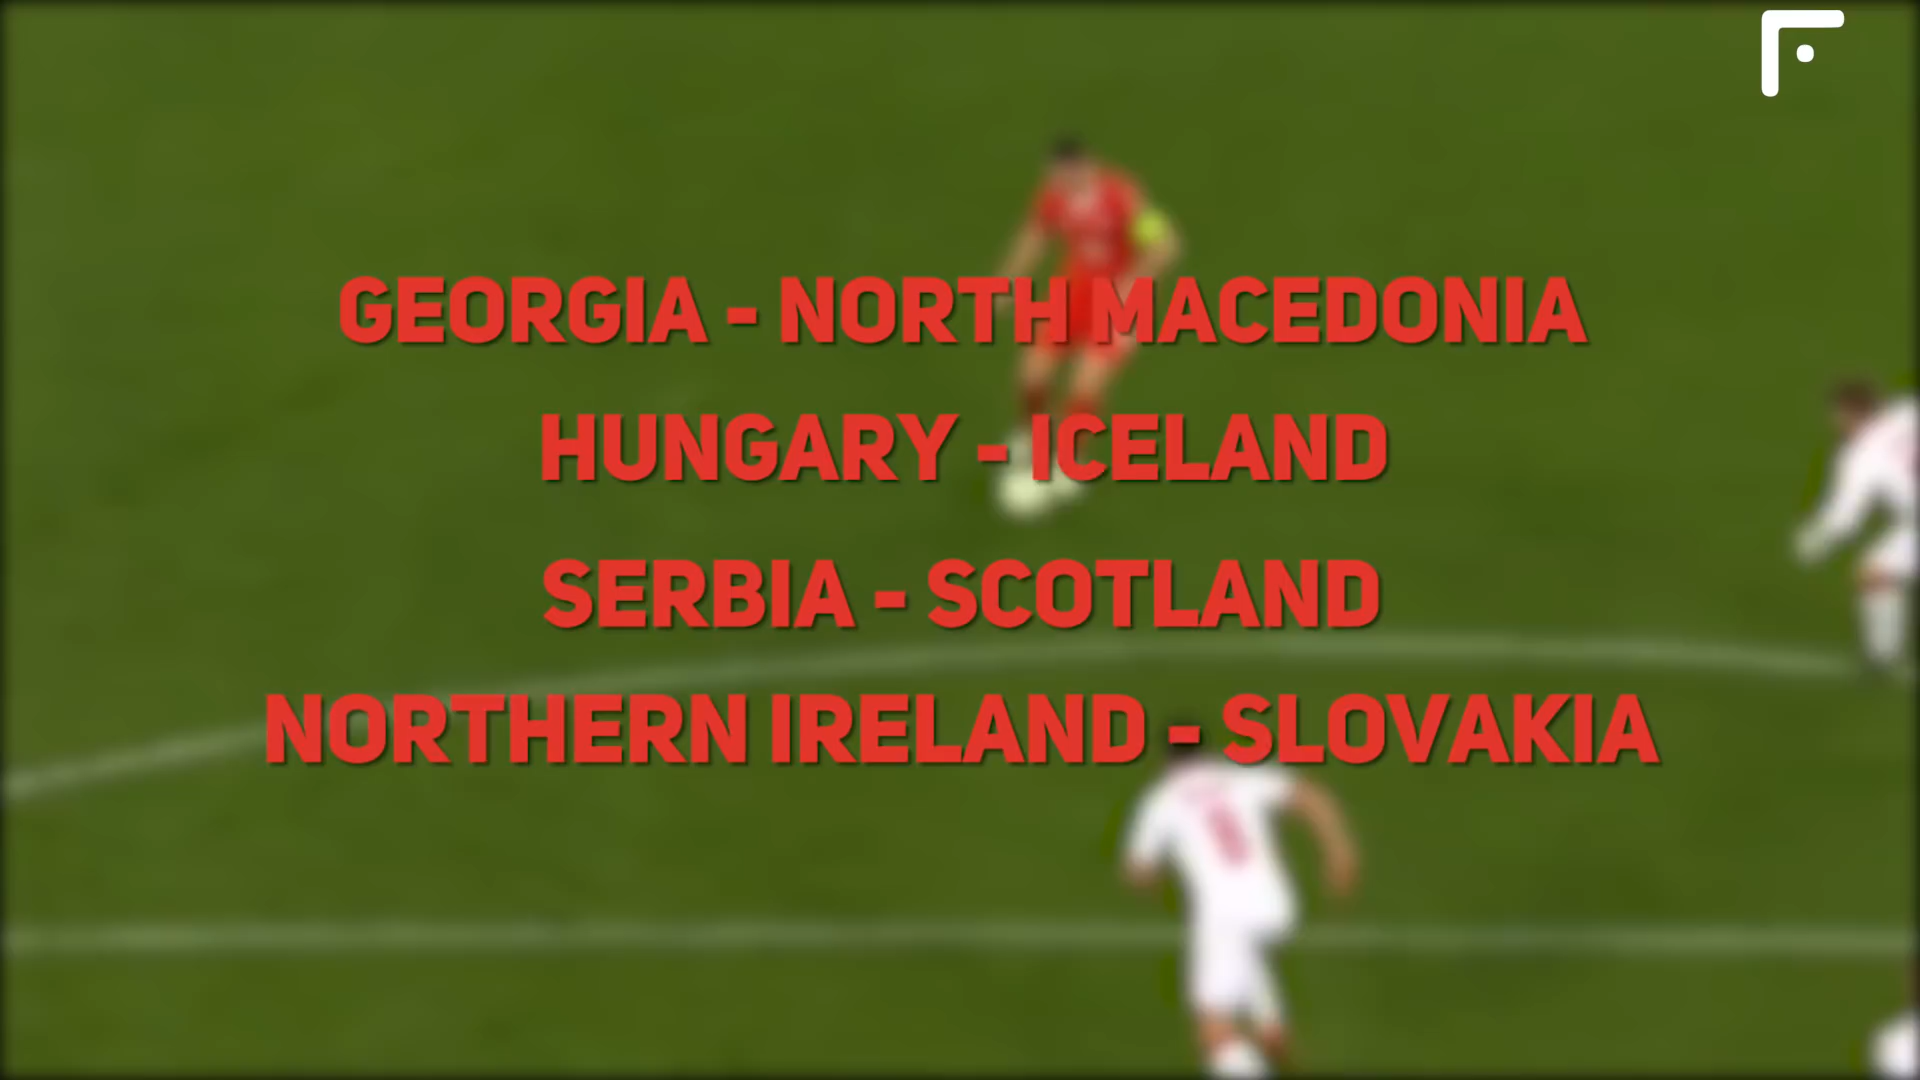 GEORGIA - NORTH MACEDONIA
HUNGARY - ICELAND
SERBIA - SCOTLAND
NORTHERN IRELAND - SLOVAKIA